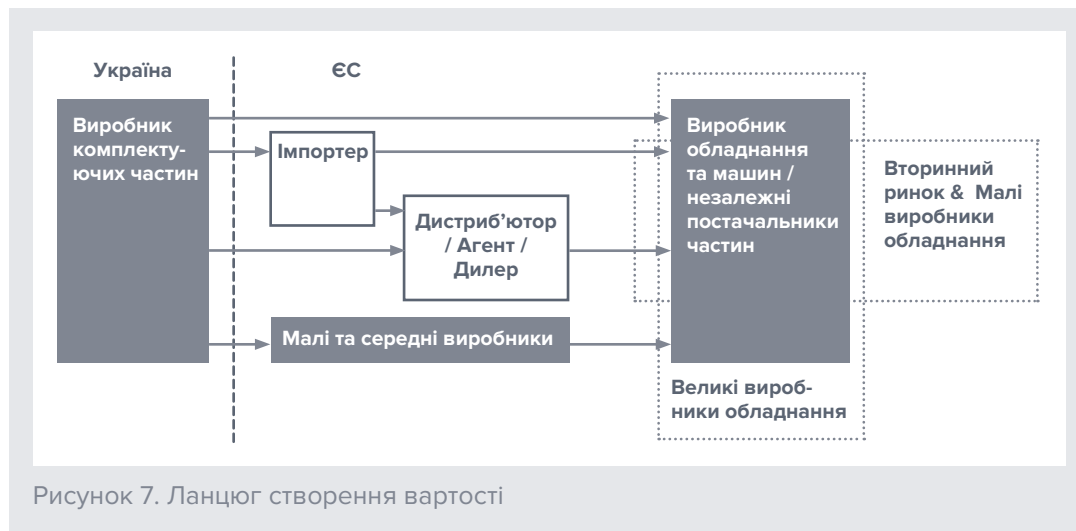 Україна
ЄС
Виробник
комплекту-
ючих частин
Імпортер
Дистриб’ютор
/ Агент /
Дилер
Малі та середні виробники
Виробник
обладнання
та машин /
незалежні
постачальники
частин
Вторинний
ринок & Малі
виробники
обладнання
Великі вироб-
ники обладнання
Рисунок 7. Ланцюг створення вартості